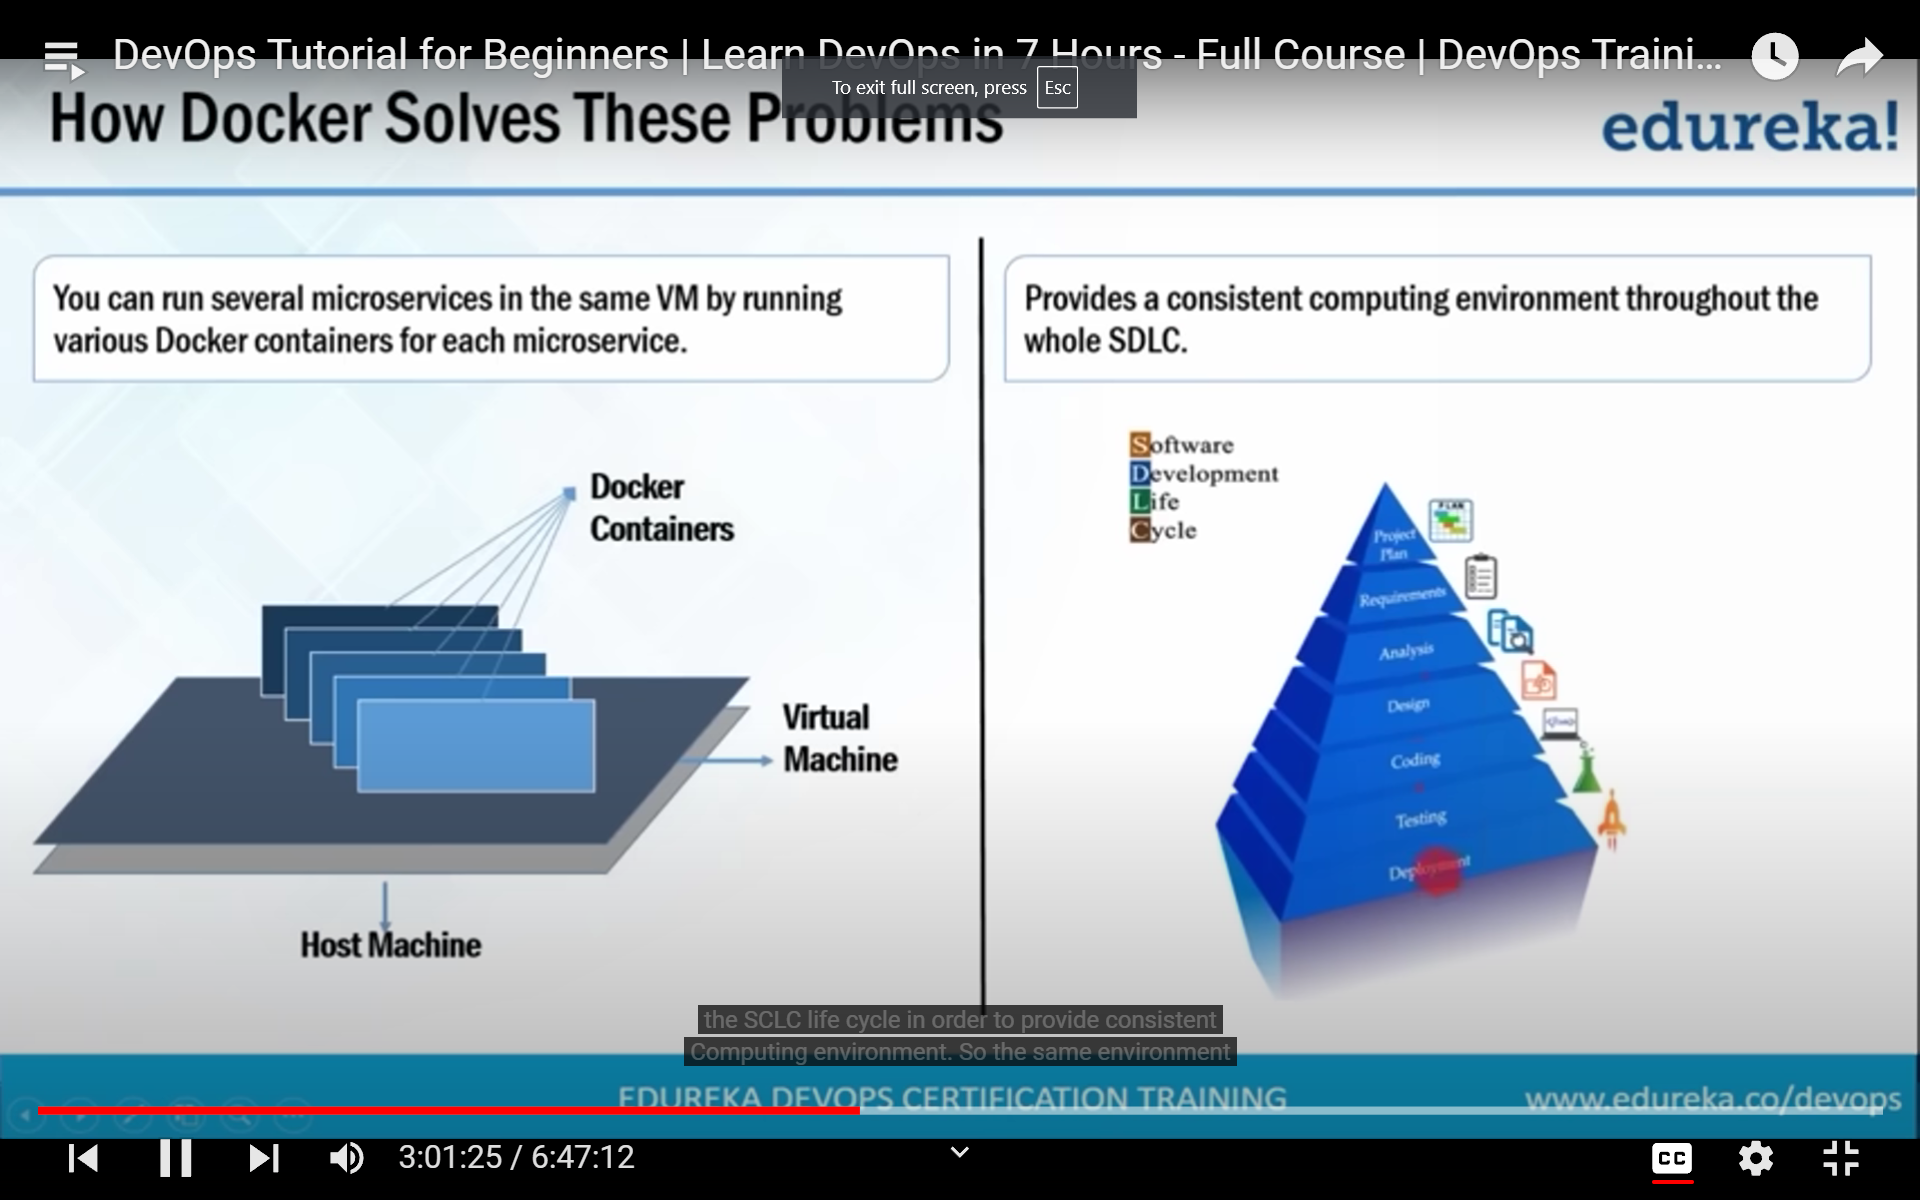 DevOps Tutorial for Beginners | Learn DevOps in 7 Hours - Full Course | DevOps Traini...
To exit full screen, press Esc
How Docker Solves These Problems
edureka!
You can run several microservices in the same VM by running
various Docker containers for each microservice.
Docker
Containers
Virtual
Machine
Host Machine
Provides a consistent computing environment throughout the
whole SDLC.
Software
Development
Life
Cycle
PLAN
Project
Plan
Requirements
Analysis
Design
Coding
Testing
Deployment
the SCLC life cycle in order to provide consistent
Computing environment. So the same environment
EDUREKA DEVOPS CERTIFICATION TRAINING
www.edureka.co/devops
3:01:25 / 6:47:12
CC